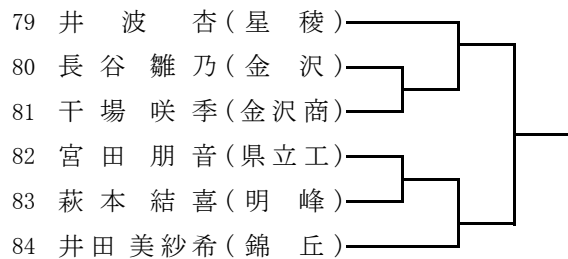 79 井波 杏(星稜)
80 長谷雛乃(金沢)
81 干場咲季(金沢商)
82 宮田朋音(県立工)
83 萩本結喜(明峰)
84 井田美紗希(錦丘)